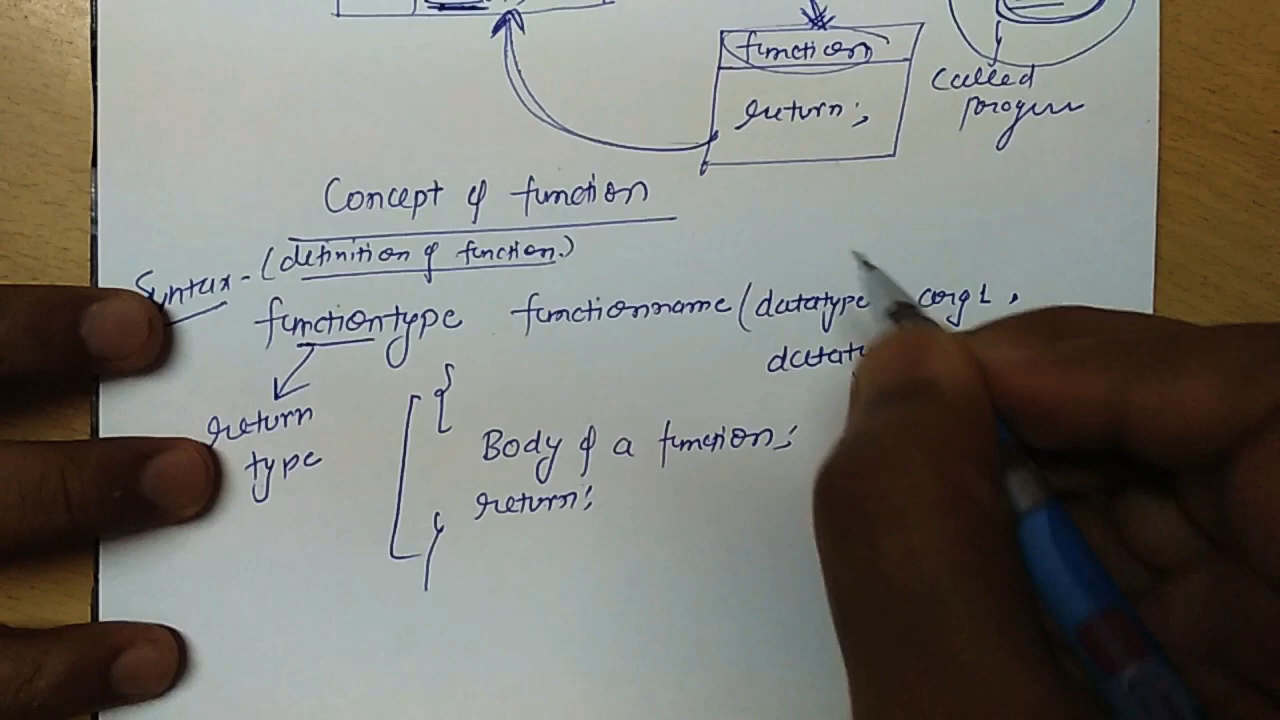 function
return;
called
Concept of function
Syntax - (definition of function.)
functiontype functionname (datatype arg1,
datat
return
type
{
Body of a function;
return;
}